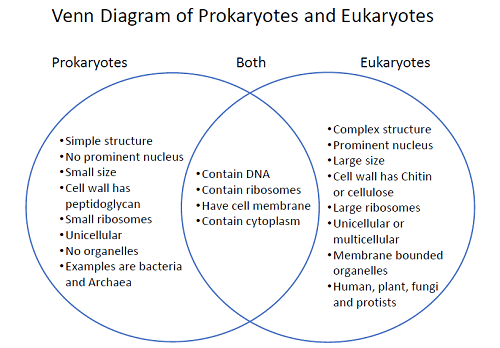 Venn Diagram of Prokaryotes and Eukaryotes
Prokaryotes
Both
Eukaryotes
•Simple structure
•No prominent nucleus
•Small size
•Cell wall has
peptidoglycan
•Small ribosomes
•Unicellular
•No organelles
•Examples are bacteria
and Archaea
•Contain DNA
•Contain ribosomes
•Have cell membrane
•Contain cytoplasm
•Complex structure
•Prominent nucleus
•Large size
•Cell wall has Chitin
or cellulose
•Large ribosomes
•Unicellular or
multicellular
•Membrane bounded
organelles
•Human, plant, fungi
and protists